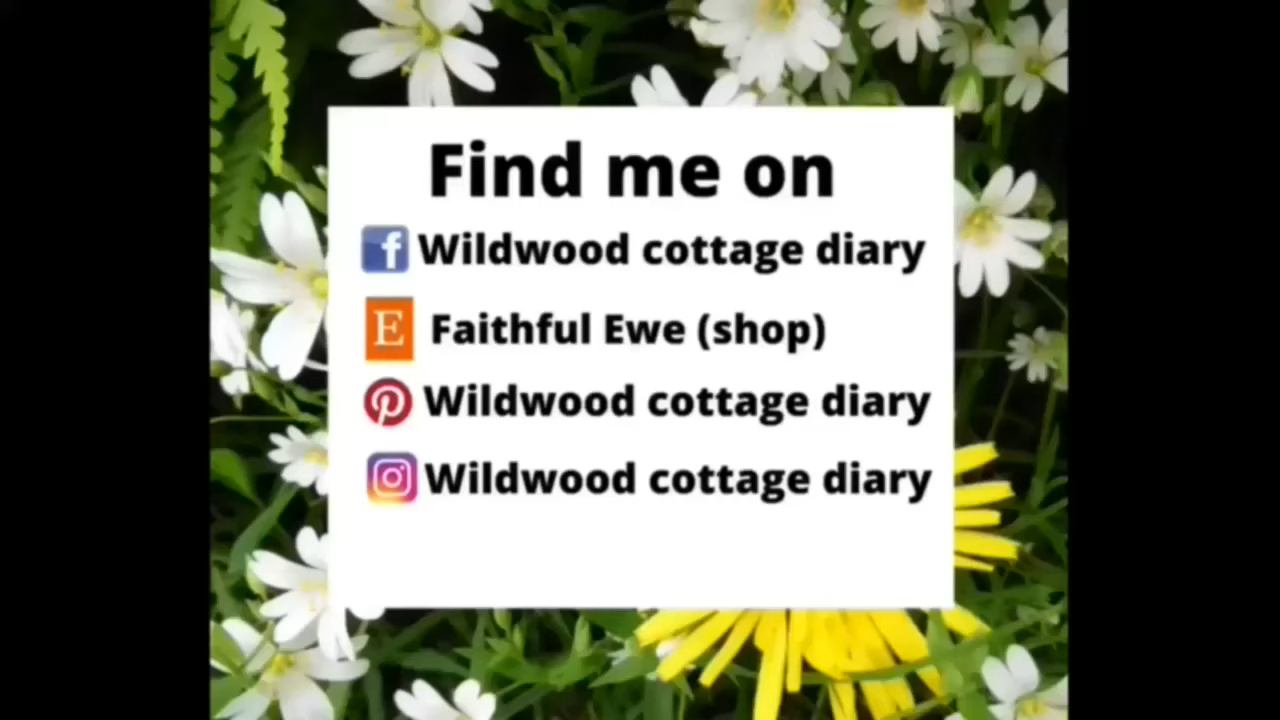 Find me on
f Wildwood cottage diary
E Faithful Ewe (shop)
Wildwood cottage diary
Wildwood cottage diary